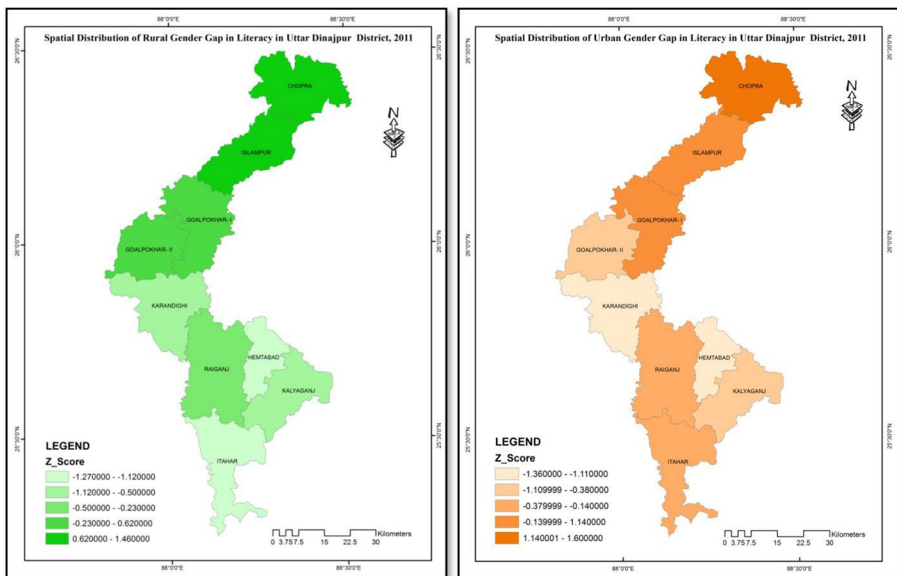 88°0'0"E
88°30'0"E
Spatial Distribution of Rural Gender Gap in Literacy in Uttar Dinajpur District, 2011
26°30'0"N
26°30'0"N
CHOPRA
N
ISLAMPUR
GOALPOKHAR- I
26°0'0"N
26°0'0"N
GOALPOKHAR- II
KARANDIGHI
HEMTABAD
RAIGANJ
KALYAGANJ
25°30'0"N
25°30'0"N
LEGEND
ITAHAR
Z_Score
-1.270000 - -1.120000
-1.120000 - -0.500000
-0.500000 - -0.230000
-0.230000 - 0.620000
0.620000 - 1.460000
Kilometers
0 3.75 7.5 15 22.5 30
88°0'0"E
88°30'0"E
88°0'0"E
88°30'0"E
Spatial Distribution of Urban Gender Gap in Literacy in Uttar Dinajpur District, 2011
26°30'0"N
26°30'0"N
CHOPRA
N
ISLAMPUR
GOALPOKHAR- I
26°0'0"N
26°0'0"N
GOALPOKHAR- II
KARANDIGHI
HEMTABAD
RAIGANJ
KALYAGANJ
25°30'0"N
25°30'0"N
LEGEND
ITAHAR
Z_Score
-1.360000 - -1.110000
-1.109999 - -0.380000
-0.379999 - -0.140000
-0.139999 - 1.140000
1.140001 - 1.600000
Kilometers
0 3.75 7.5 15 22.5 30
88°0'0"E
88°30'0"E